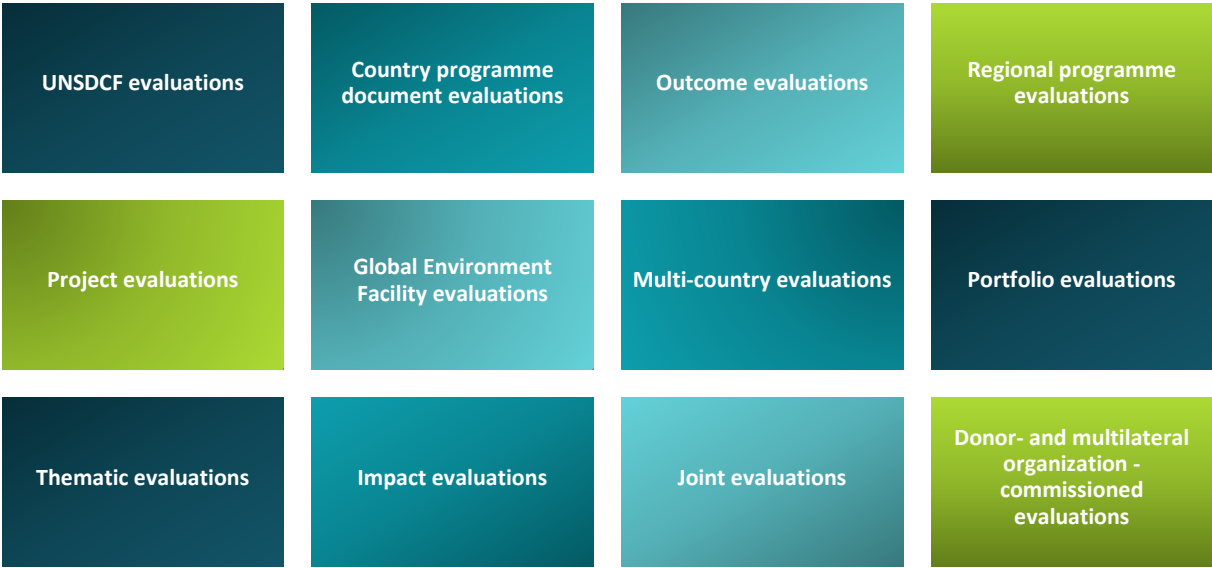 UNSDCF evaluations
Country programme
document evaluations
Outcome evaluations
Regional programme
evaluations
Project evaluations
Global Environment
Facility evaluations
Multi-country evaluations
Portfolio evaluations
Thematic evaluations
Impact evaluations
Joint evaluations
Donor- and multilateral
organization -
commissioned
evaluations